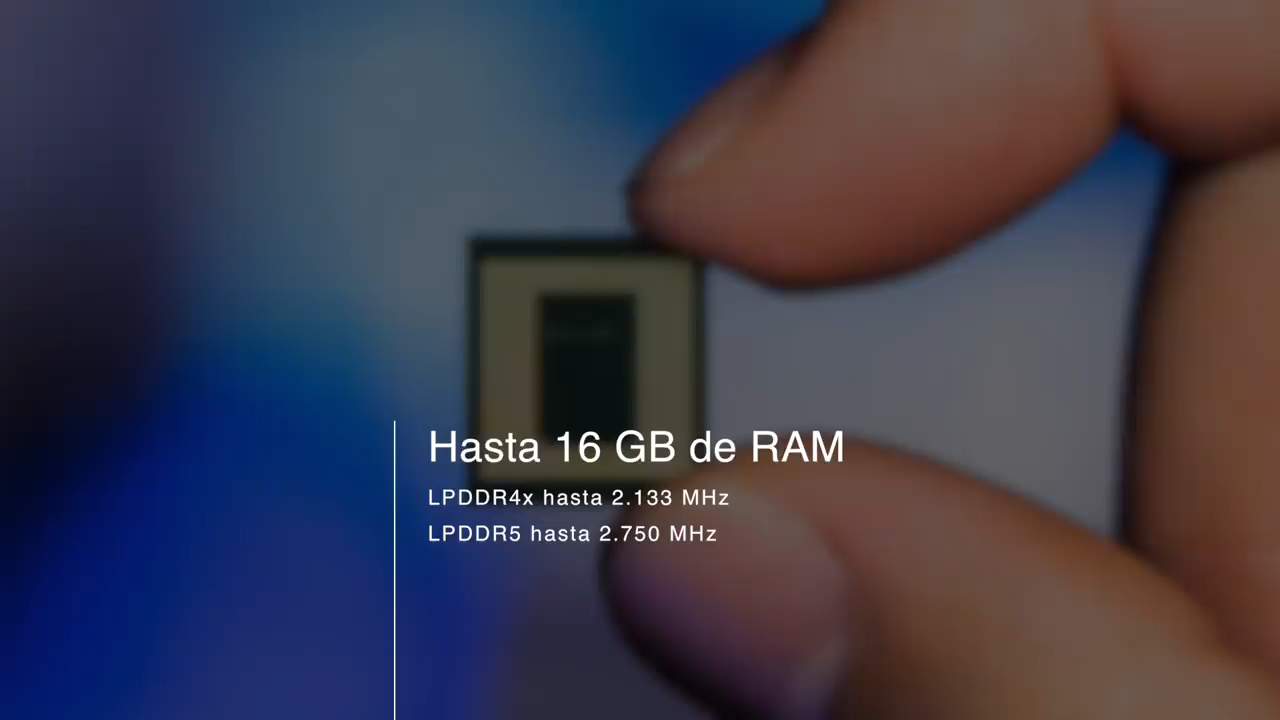 Hasta 16 GB de RAM
LPDDR4x hasta 2.133 MHz
LPDDR5 hasta 2.750 MHz